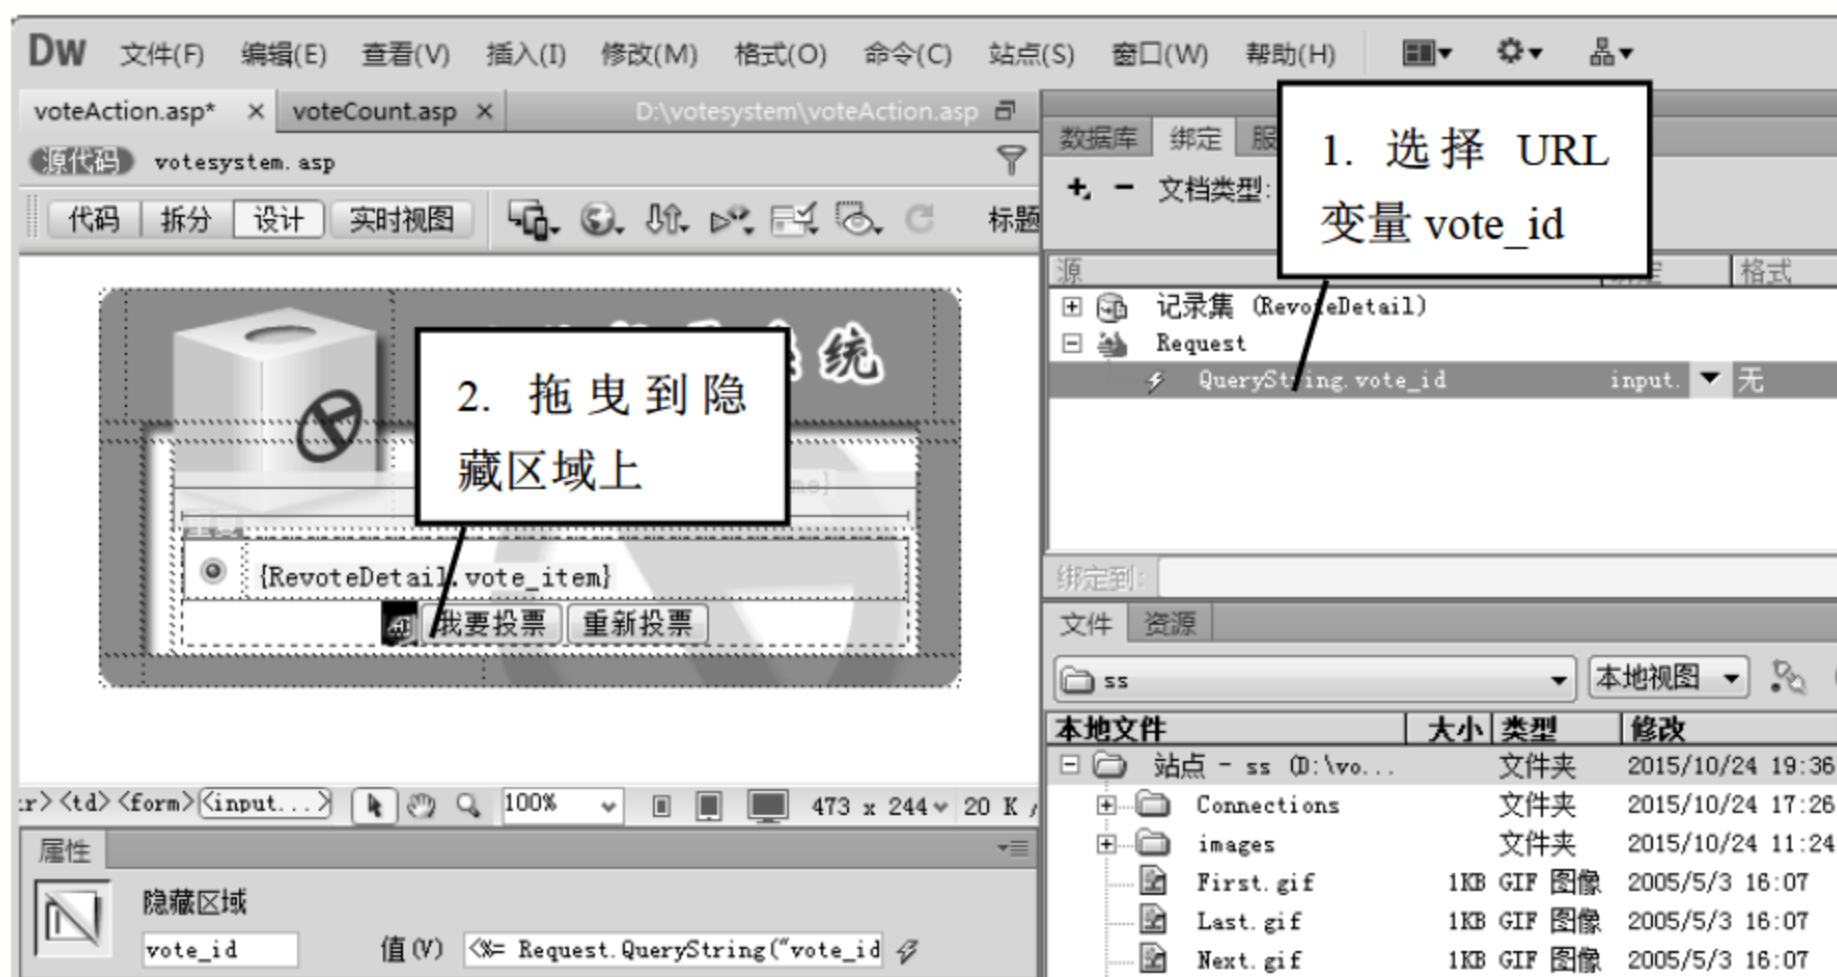 Dw 文件(F) 编辑(E) 查看(V) 插入(I) 修改(M) 格式(O) 命令(C) 站点(S) 窗口(W) 帮助(H)
voteAction.asp* × voteCount.asp × D:\votesystem\voteAction.asp
源代码 votesystem.asp
代码 拆分 设计 实时视图 标题
数据库 绑定 服
文档类型:
1. 选择 URL
变量 vote_id
源 格式
记录集 (RevoteDetail)
Request
QueryString.vote_id input. 无
统
2. 拖曳到隐
藏区域上
{RevoteDetail.vote_item}
我要投票 重新投票
绑定到:
文件 资源
ss 本地视图
本地文件 大小 类型 修改
站点 - ss (D:\vo... 文件夹 2015/10/24 19:36
Connections 文件夹 2015/10/24 17:26
images 文件夹 2015/10/24 11:24
First.gif 1KB GIF 图像 2005/5/3 16:07
Last.gif 1KB GIF 图像 2005/5/3 16:07
Next.gif 1KB GIF 图像 2005/5/3 16:07
<td> <form> <input...> 100% 473 x 244 20 K /
属性
隐藏区域
vote_id 值(V) <%= Request.QueryString("vote_id